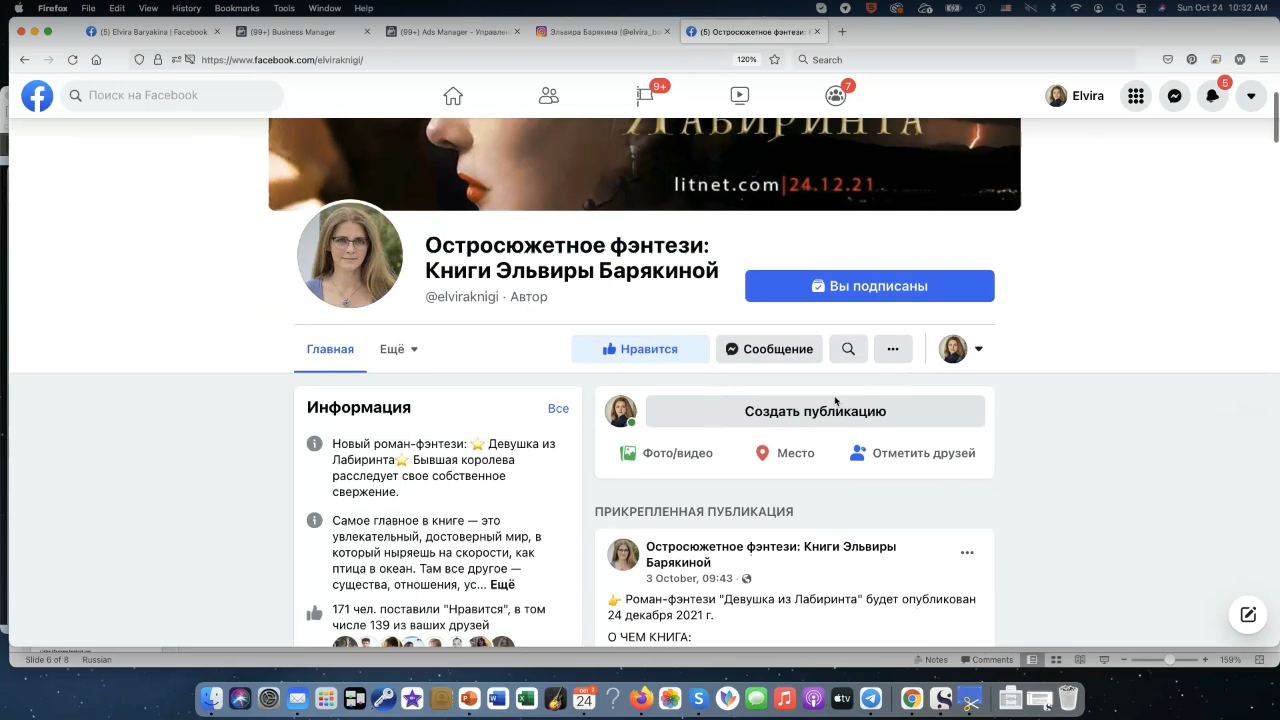 Firefox File Edit View History Bookmarks Tools Window Help Sun Oct 24 10:32 AM
(5) Elvira Baryakina | Facebook (99+) Business Manager (99+) Ads Manager - Управлен Эльвира Барякина (@elvira_ba (5) Остросюжетное фэнтези:
https://www.facebook.com/elviraknigi/ 120% Search
Поиск на Facebook 9+ 7 Elvira 5
ЛАБИРИНТА
litnet.com|24.12.21
Остросюжетное фэнтези:
Книги Эльвиры Барякиной
@elviraknigi · Автор
Вы подписаны
Главная Ещё Нравится Сообщение
Информация Все
Новый роман-фэнтези: ⭐ Девушка из
Лабиринта⭐ Бывшая королева
расследует свое собственное
свержение.
Самое главное в книге — это
увлекательный, достоверный мир, в
который ныряешь на скорости, как
птица в океан. Там все другое —
существа, отношения, ус... Ещё
171 чел. поставили "Нравится", в том
числе 139 из ваших друзей
Создать публикацию
Фото/видео Место Отметить друзей
ПРИКРЕПЛЕННАЯ ПУБЛИКАЦИЯ
Остросюжетное фэнтези: Книги Эльвиры
Барякиной
3 October, 09:43 ·
👉 Роман-фэнтези "Девушка из Лабиринта" будет опубликован
24 декабря 2021 г.
О ЧЕМ КНИГА:
Slide 6 of 8 Russian Notes Comments 159%